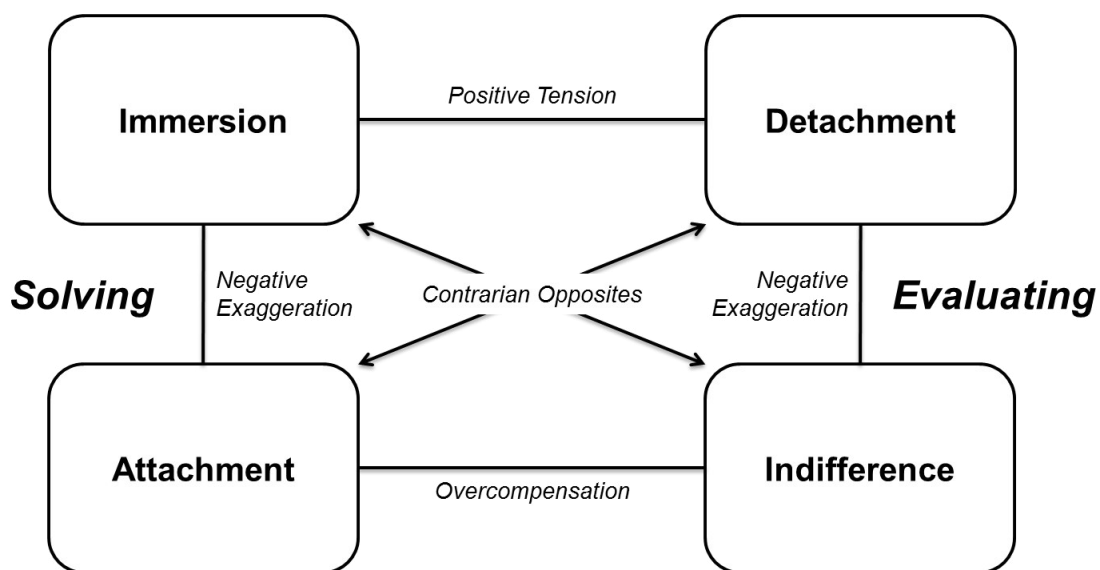 Immersion
Positive Tension
Detachment
Solving
Negative
Exaggeration
Contrarian Opposites
Negative
Exaggeration
Evaluating
Attachment
Overcompensation
Indifference